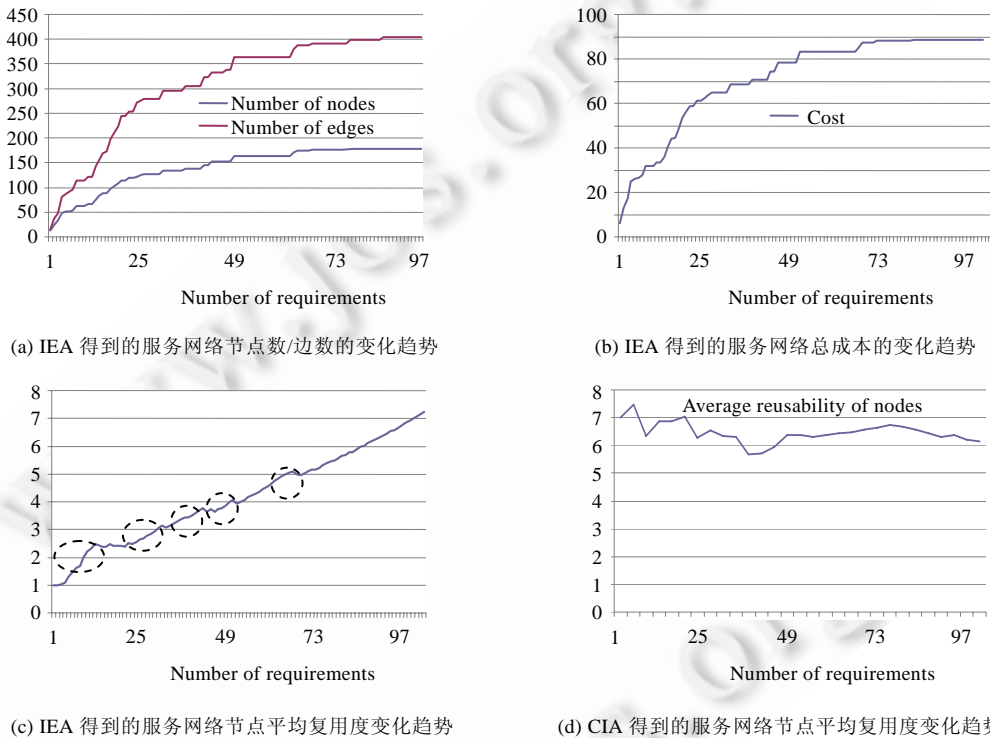 450
400
350
300
250
200
150
100
50
0
Number of nodes
Number of edges
1 25 49 73 97
Number of requirements
(a) IEA 得到的服务网络节点数/边数的变化趋势
100
80
60
40
20
0
Cost
1 25 49 73 97
Number of requirements
(b) IEA 得到的服务网络总成本的变化趋势
8
7
6
5
4
3
2
1
0
1 25 49 73 97
Number of requirements
(c) IEA 得到的服务网络节点平均复用度变化趋势
8
7
6
5
4
3
2
1
0
Average reusability of nodes
1 25 49 73 97
Number of requirements
(d) CIA 得到的服务网络节点平均复用度变化趋势